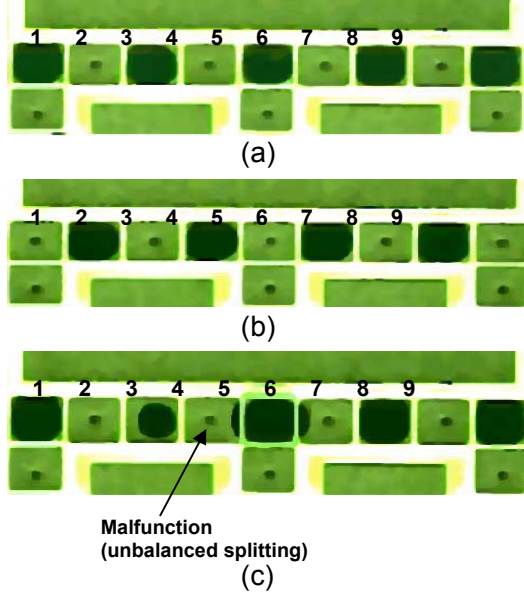 1 2 3 4 5 6 7 8 9
(a)
1 2 3 4 5 6 7 8 9
(b)
1 2 3 4 5 6 7 8 9
Malfunction
(unbalanced splitting)
(c)